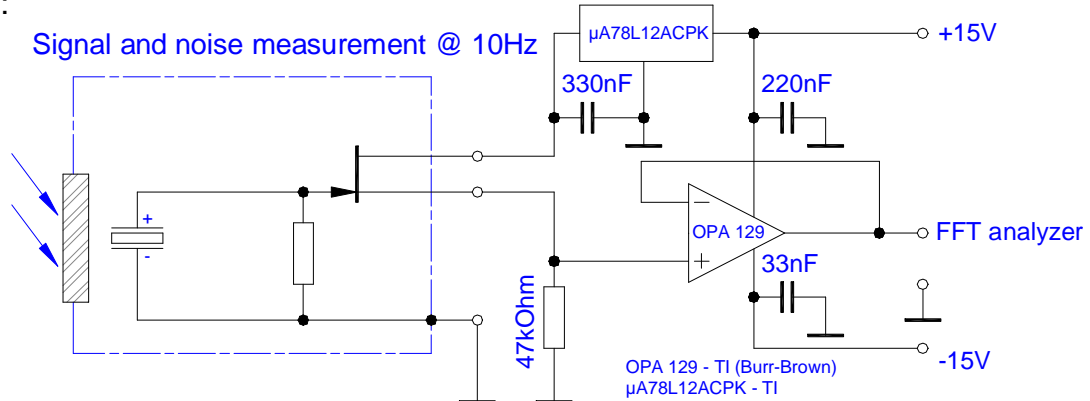 :
µA78L12ACPK
+15V
Signal and noise measurement @ 10Hz
330nF
220nF
+
-
−
OPA 129
+
FFT analyzer
33nF
47kOhm
-15V
OPA 129 - TI (Burr-Brown)
µA78L12ACPK - TI